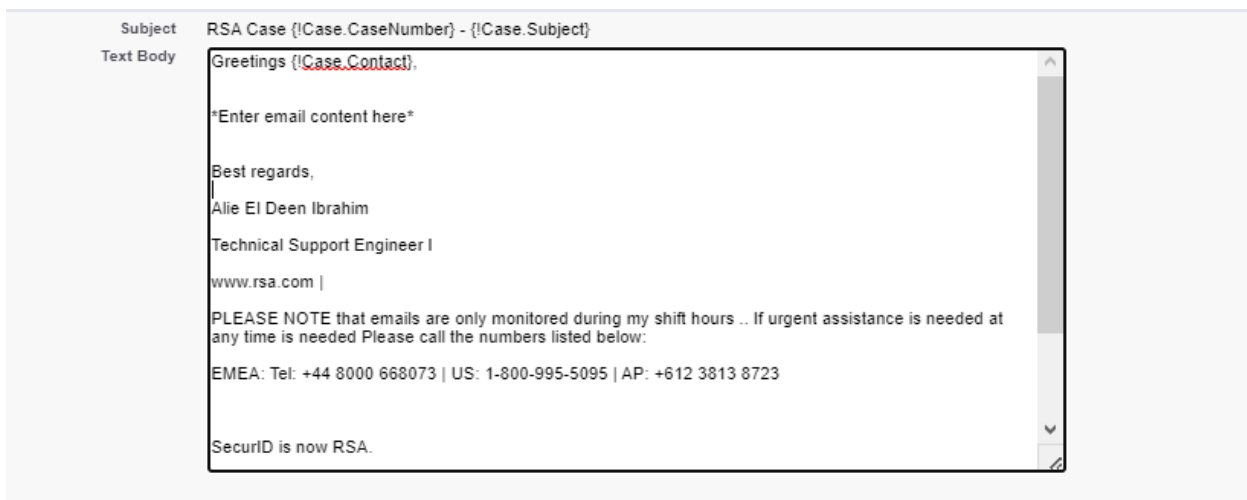 Subject RSA Case {!Case.CaseNumber} - {!Case.Subject}
Text Body
Greetings {!Case.Contact},
*Enter email content here*
Best regards,
Alie El Deen Ibrahim
Technical Support Engineer I
www.rsa.com |
PLEASE NOTE that emails are only monitored during my shift hours .. If urgent assistance is needed at
any time is needed Please call the numbers listed below:
EMEA: Tel: +44 8000 668073 | US: 1-800-995-5095 | AP: +612 3813 8723
SecurID is now RSA.